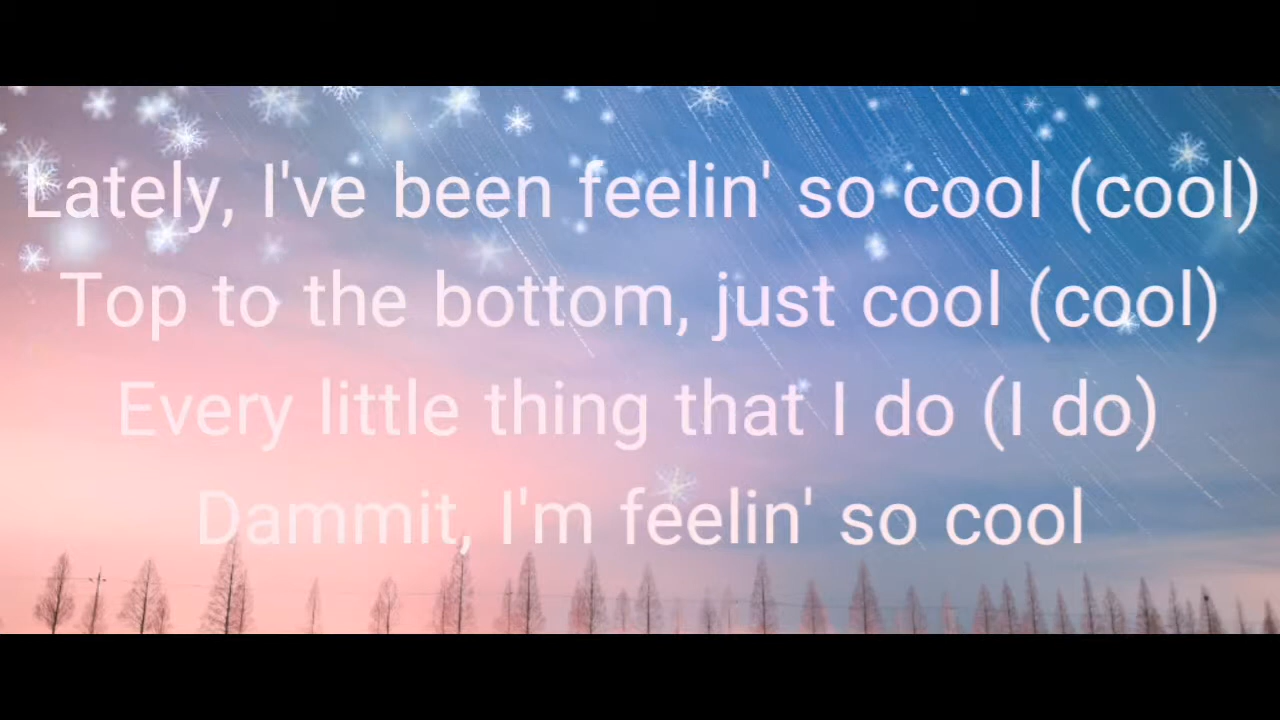 Lately, I've been feelin' so cool (cool)
Top to the bottom, just cool (cool)
Every little thing that I do (I do)
Dammit, I'm feelin' so cool